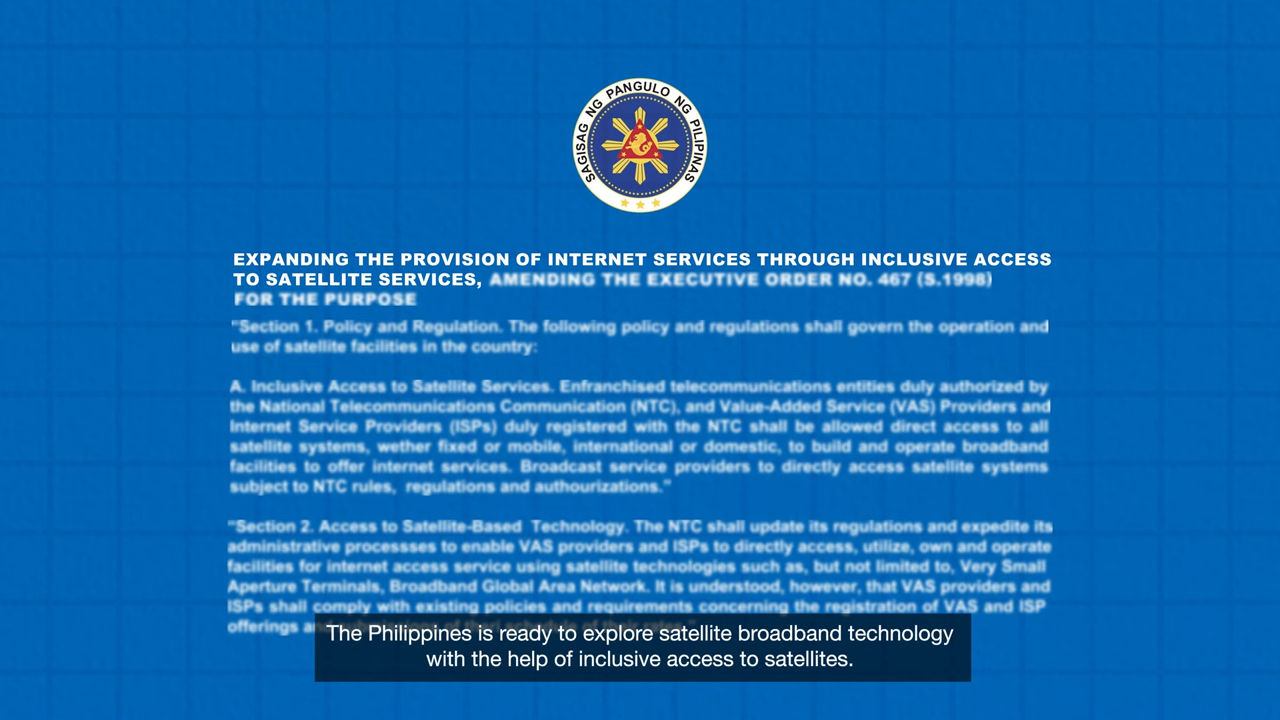 SAGISAG NG PANGULO NG PILIPINAS
EXPANDING THE PROVISION OF INTERNET SERVICES THROUGH INCLUSIVE ACCESS
TO SATELLITE SERVICES, AMENDING THE EXECUTIVE ORDER NO. 467 (S.1998)
FOR THE PURPOSE
"Section 1. Policy and Regulation. The following policy and regulations shall govern the operation and
use of satellite facilities in the country:
A. Inclusive Access to Satellite Services. Enfranchised telecommunications entities duly authorized by
the National Telecommunications Communication (NTC), and Value-Added Service (VAS) Providers and
Internet Service Providers (ISPs) duly registered with the NTC shall be allowed direct access to all
satellite systems, wether fixed or mobile, international or domestic, to build and operate broadband
facilities to offer internet services. Broadcast service providers to directly access satellite systems
subject to NTC rules, regulations and authourizations."
"Section 2. Access to Satellite-Based Technology. The NTC shall update its regulations and expedite its
administrative processses to enable VAS providers and ISPs to directly access, utilize, own and operate
facilities for internet access service using satellite technologies such as, but not limited to, Very Small
Aperture Terminals, Broadband Global Area Network. It is understood, however, that VAS providers and
ISPs shall comply with existing policies and requirements concerning the registration of VAS and ISP
offerings
The Philippines is ready to explore satellite broadband technology
with the help of inclusive access to satellites.